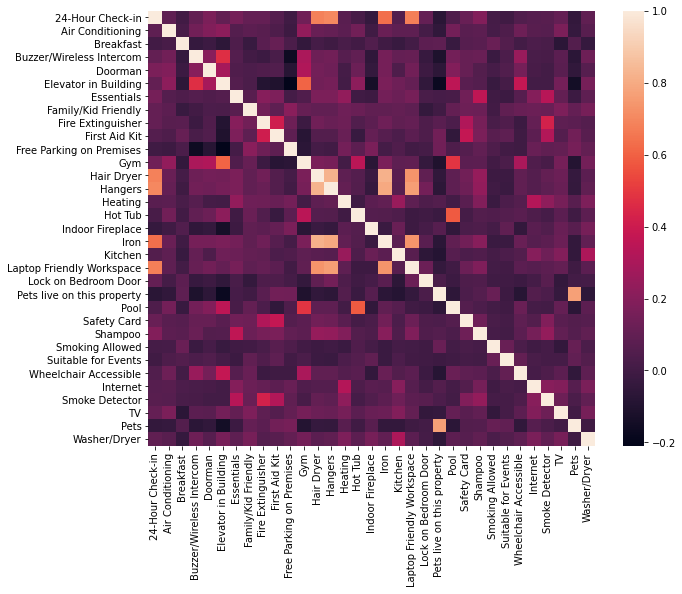 24-Hour Check-in
Air Conditioning
Breakfast
Buzzer/Wireless Intercom
Doorman
Elevator in Building
Essentials
Family/Kid Friendly
Fire Extinguisher
First Aid Kit
Free Parking on Premises
Gym
Hair Dryer
Hangers
Heating
Hot Tub
Indoor Fireplace
Iron
Kitchen
Laptop Friendly Workspace
Lock on Bedroom Door
Pets live on this property
Pool
Safety Card
Shampoo
Smoking Allowed
Suitable for Events
Wheelchair Accessible
Internet
Smoke Detector
TV
Pets
Washer/Dryer
24-Hour Check-in
Air Conditioning
Breakfast
Buzzer/Wireless Intercom
Doorman
Elevator in Building
Essentials
Family/Kid Friendly
Fire Extinguisher
First Aid Kit
Free Parking on Premises
Gym
Hair Dryer
Hangers
Heating
Hot Tub
Indoor Fireplace
Iron
Kitchen
Laptop Friendly Workspace
Lock on Bedroom Door
Pets live on this property
Pool
Safety Card
Shampoo
Smoking Allowed
Suitable for Events
Wheelchair Accessible
Internet
Smoke Detector
TV
Pets
Washer/Dryer
1.0
0.8
0.6
0.4
0.2
0.0
−0.2